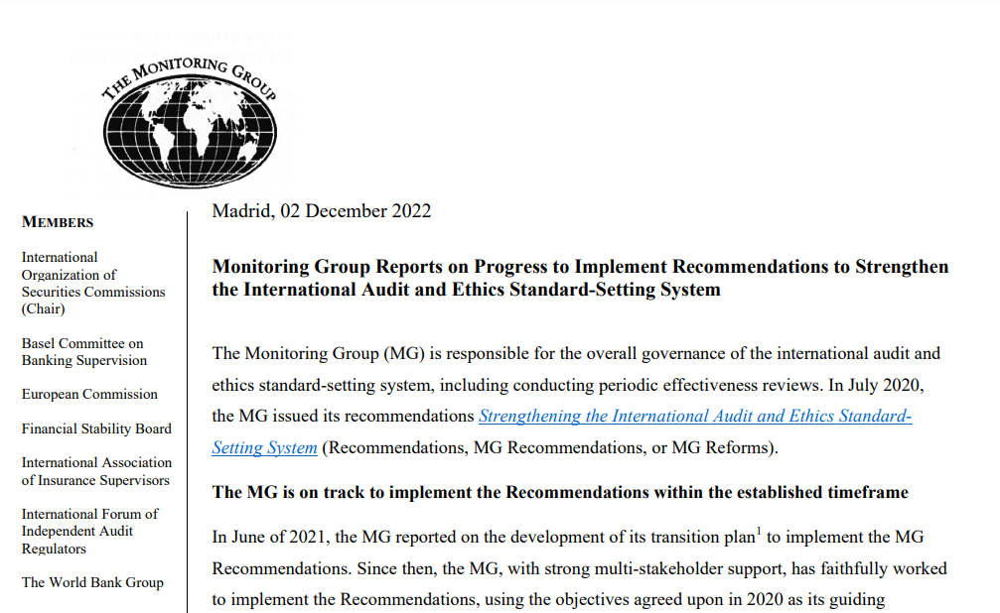 THE MONITORING GROUP
MEMBERS
International
Organization of
Securities Commissions
(Chair)
Basel Committee on
Banking Supervision
European Commission
Financial Stability Board
International Association
of Insurance Supervisors
International Forum of
Independent Audit
Regulators
The World Bank Group
Madrid, 02 December 2022
Monitoring Group Reports on Progress to Implement Recommendations to Strengthen
the International Audit and Ethics Standard-Setting System
The Monitoring Group (MG) is responsible for the overall governance of the international audit and
ethics standard-setting system, including conducting periodic effectiveness reviews. In July 2020,
the MG issued its recommendations Strengthening the International Audit and Ethics Standard-
Setting System (Recommendations, MG Recommendations, or MG Reforms).
The MG is on track to implement the Recommendations within the established timeframe
In June of 2021, the MG reported on the development of its transition plan1 to implement the MG
Recommendations. Since then, the MG, with strong multi-stakeholder support, has faithfully worked
to implement the Recommendations, using the objectives agreed upon in 2020 as its guiding